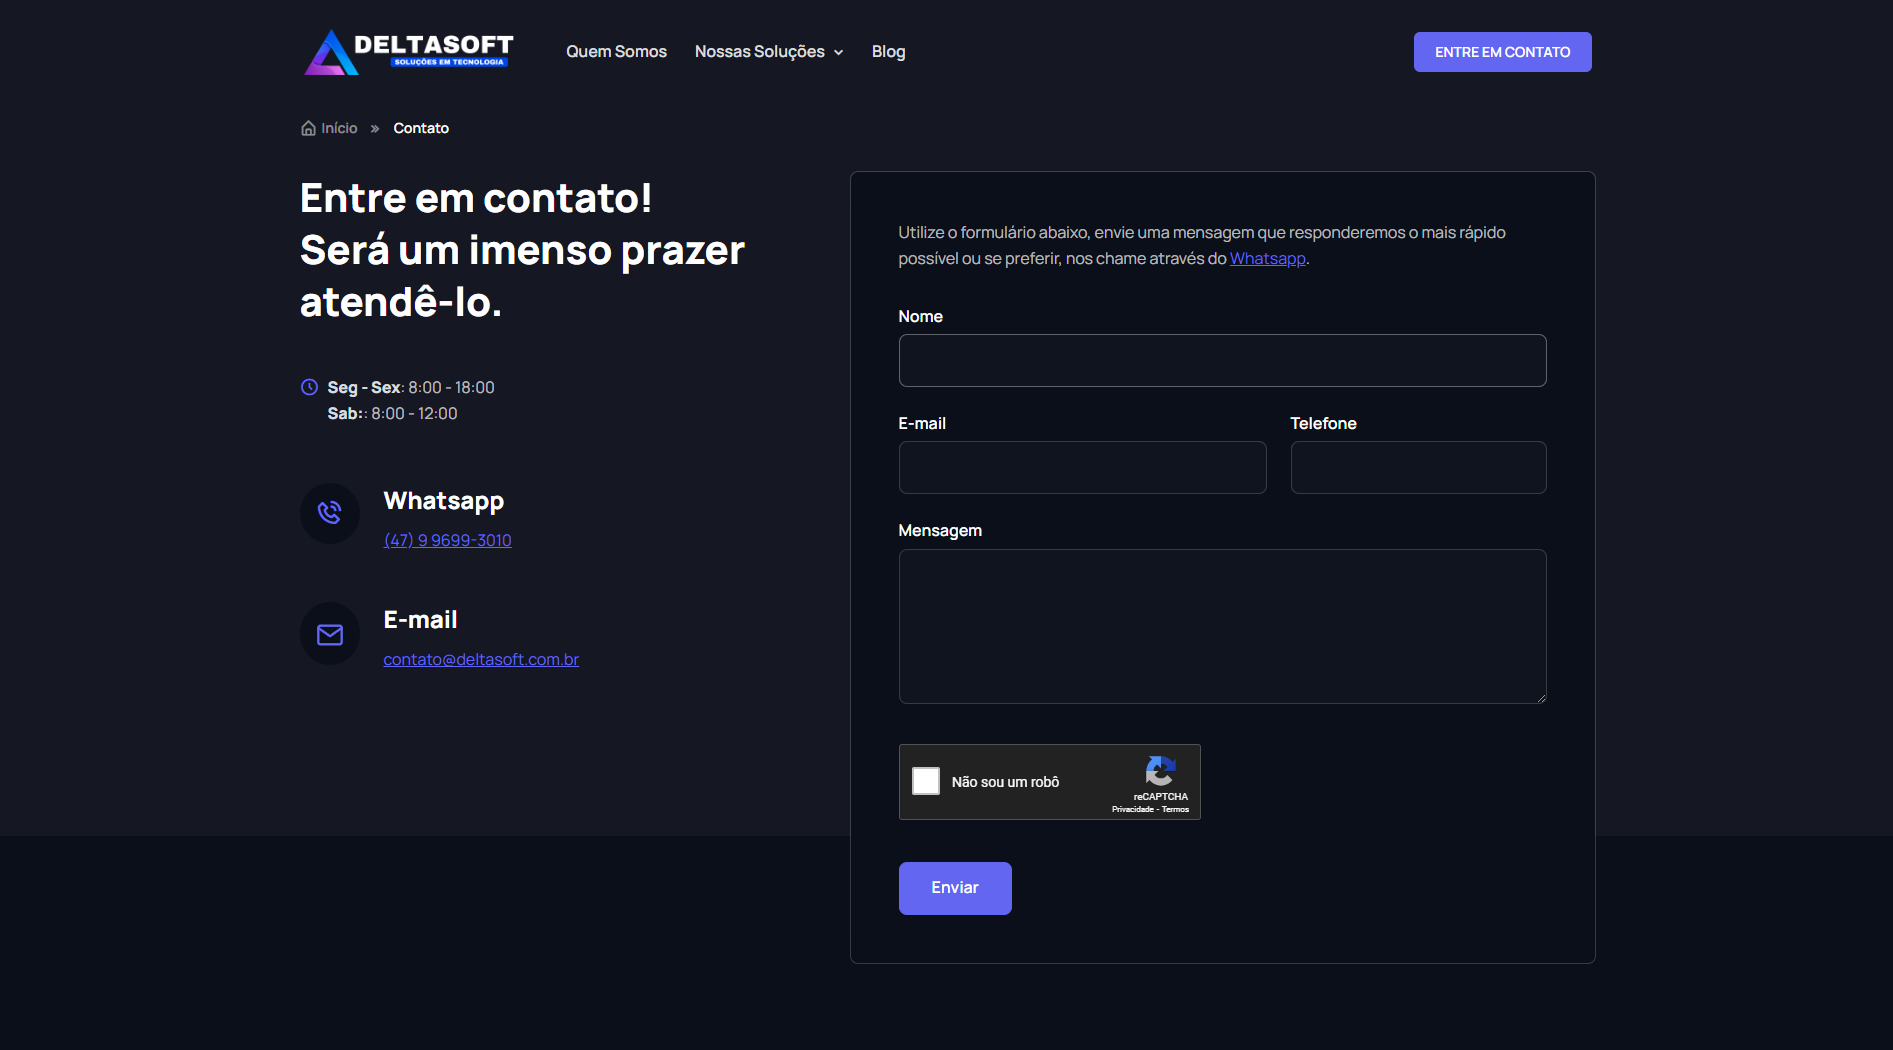 DELTASOFT
SOLUÇÕES EM TECNOLOGIA
Quem Somos
Nossas Soluções
Blog
ENTRE EM CONTATO
Início » Contato
Entre em contato!
Será um imenso prazer
atendê-lo.
Seg - Sex: 8:00 - 18:00
Sab:: 8:00 - 12:00
Whatsapp
(47) 9 9699-3010
E-mail
contato@deltasoft.com.br
Utilize o formulário abaixo, envie uma mensagem que responderemos o mais rápido
possível ou se preferir, nos chame através do Whatsapp.
Nome
E-mail
Telefone
Mensagem
Não sou um robô
reCAPTCHA
Privacidade - Termos
Enviar